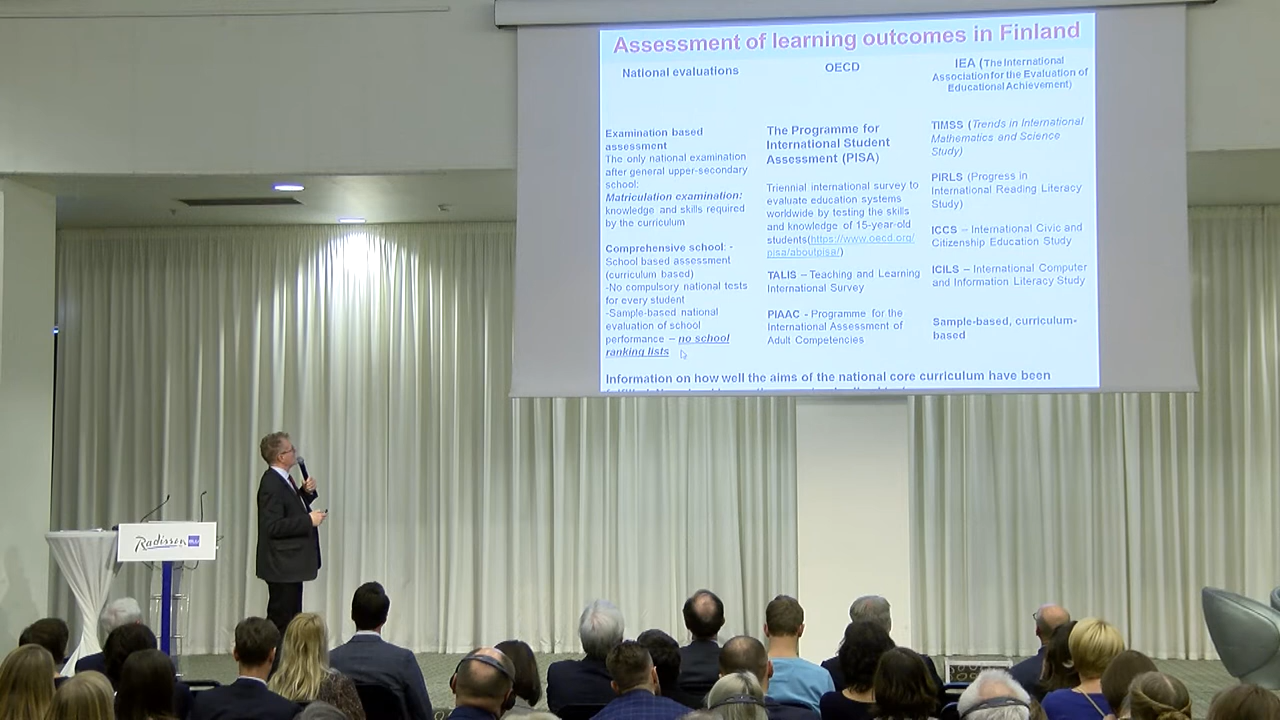 Assessment of learning outcomes in Finland
National evaluations
Examination based
assessment
The only national examination
after general upper-secondary
school:
Matriculation examination:
knowledge and skills required
by the curriculum
Comprehensive school: -
School based assessment
(curriculum based)
-No compulsory national tests
for every student
-Sample-based national
evaluation of school
performance – no school
ranking lists
OECD
The Programme for
International Student
Assessment (PISA)
Triennial international survey to
evaluate education systems
worldwide by testing the skills
and knowledge of 15-year-old
students(https://www.oecd.org/
pisa/aboutpisa/)
TALIS – Teaching and Learning
International Survey
PIAAC - Programme for the
International Assessment of
Adult Competencies
IEA (The International
Association for the Evaluation of
Educational Achievement)
TIMSS (Trends in International
Mathematics and Science
Study)
PIRLS (Progress in
International Reading Literacy
Study)
ICCS – International Civic and
Citizenship Education Study
ICILS – International Computer
and Information Literacy Study
Sample-based, curriculum-
based
Information on how well the aims of the national core curriculum have been
Radisson